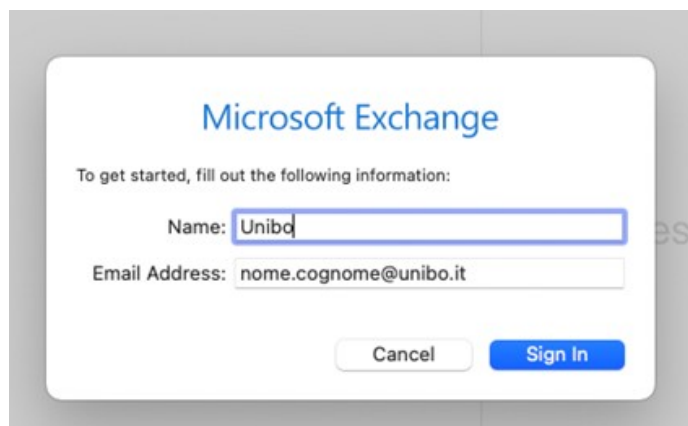 Microsoft Exchange
To get started, fill out the following information:
Name: Unibo
Email Address: nome.cognome@unibo.it
Cancel Sign In
es